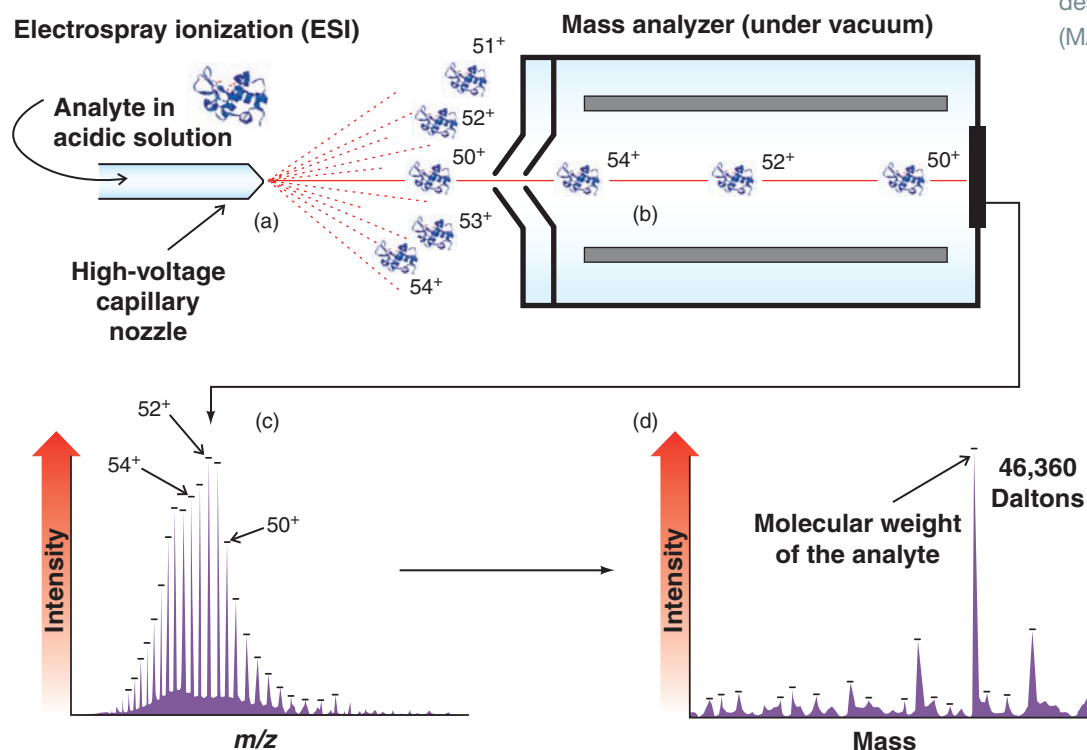 Electrospray ionization (ESI)
Mass analyzer (under vacuum)
Analyte in
acidic solution
51+
52+
50+
53+
54+
(a)
High-voltage
capillary
nozzle
54+
52+
50+
(b)
(c)
52+
54+
50+
Intensity
m/z
(d)
46,360
Daltons
Molecular weight
of the analyte
Intensity
Mass